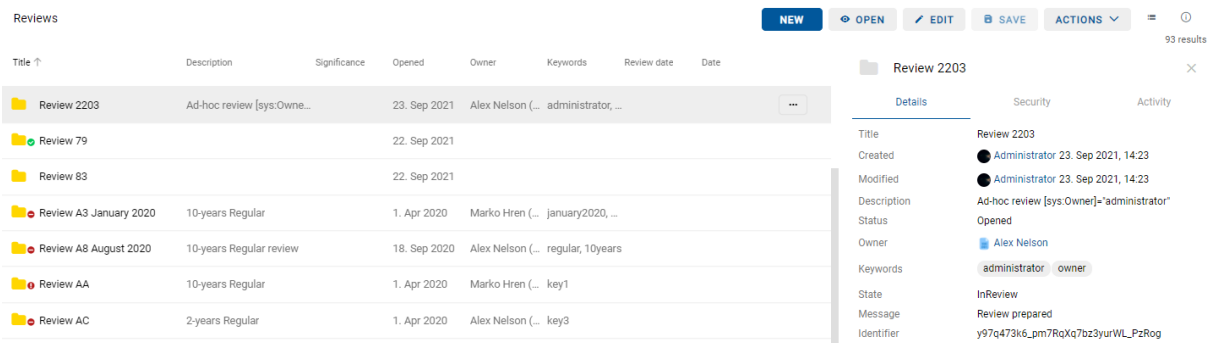 Reviews
NEW OPEN EDIT SAVE ACTIONS
93 results
Title Description Significance Opened Owner Keywords Review date Date
Review 2203 Ad-hoc review [sys:Owne... 23. Sep 2021 Alex Nelson (... administrator, ... ...
Review 79 22. Sep 2021
Review 83 22. Sep 2021
Review A3 January 2020 10-years Regular 1. Apr 2020 Marko Hren (... january2020, ...
Review A8 August 2020 10-years Regular review 18. Sep 2020 Alex Nelson (... regular, 10years
Review AA 10-years Regular 1. Apr 2020 Marko Hren (... key1
Review AC 2-years Regular 1. Apr 2020 Alex Nelson (... key3
Review 2203
Details Security Activity
Title Review 2203
Created Administrator 23. Sep 2021, 14:23
Modified Administrator 23. Sep 2021, 14:23
Description Ad-hoc review [sys:Owner]="administrator"
Status Opened
Owner Alex Nelson
Keywords administrator owner
State InReview
Message Review prepared
Identifier y97q473k6_pm7RqXq7bz3yurWL_PzRog